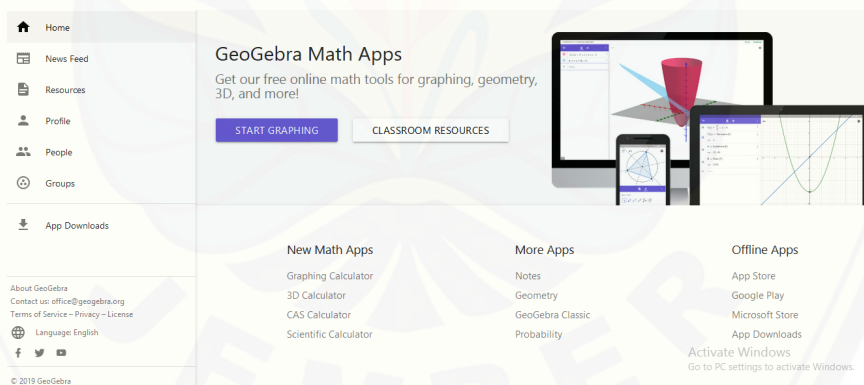 Home
News Feed
Resources
Profile
People
Groups
App Downloads
About GeoGebra
Contact us: office@geogebra.org
Terms of Service – Privacy – License
Language: English
© 2019 GeoGebra
GeoGebra Math Apps
Get our free online math tools for graphing, geometry,
3D, and more!
START GRAPHING
CLASSROOM RESOURCES
New Math Apps
Graphing Calculator
3D Calculator
CAS Calculator
Scientific Calculator
More Apps
Notes
Geometry
GeoGebra Classic
Probability
Offline Apps
App Store
Google Play
Microsoft Store
App Downloads
Activate Windows
Go to PC settings to activate Windows.